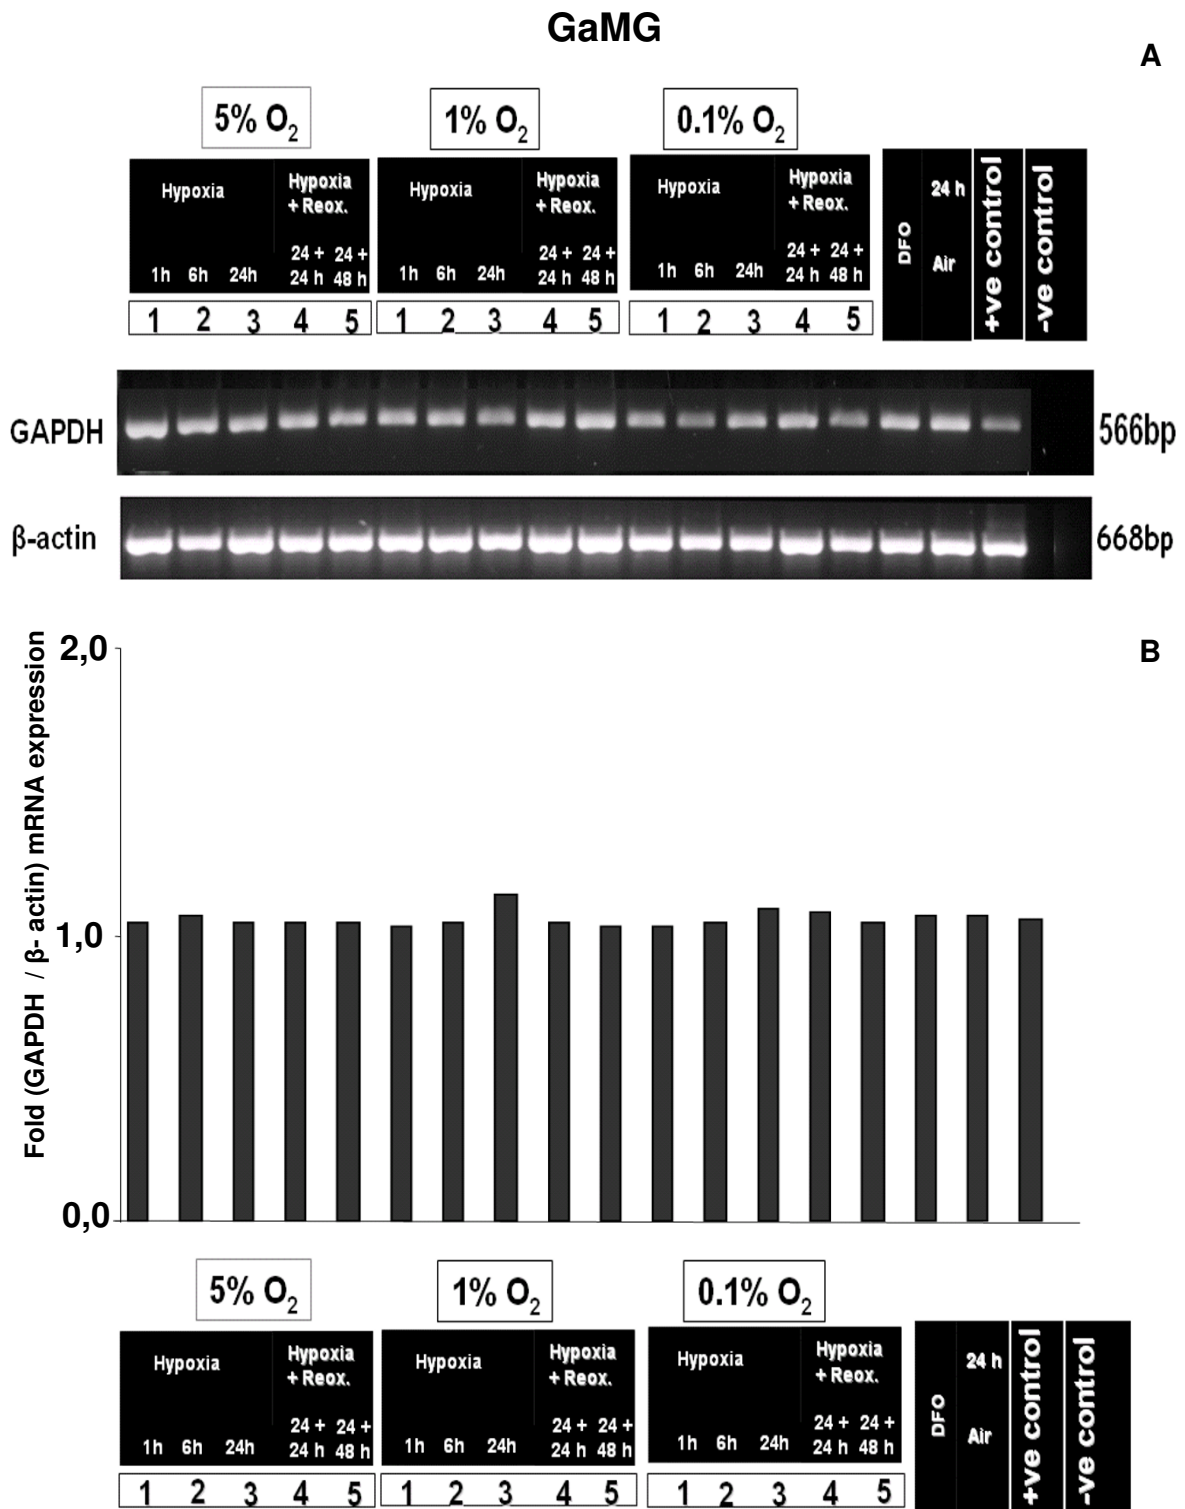 GaMG
A
5% O2
1% O2
0.1% O2
Hypoxia
Hypoxia
+ Reox.
1h 6h 24h
24 + 24 +
24 h 48 h
1 2 3 4 5
Hypoxia
Hypoxia
+ Reox.
1h 6h 24h
24 + 24 +
24 h 48 h
1 2 3 4 5
Hypoxia
Hypoxia
+ Reox.
1h 6h 24h
24 + 24 +
24 h 48 h
1 2 3 4 5
DFO
24 h
Air
+ve control
-ve control
GAPDH
566bp
β-actin
668bp
B
Fold (GAPDH / β- actin) mRNA expression
2,0
1,0
0,0
5% O2
1% O2
0.1% O2
Hypoxia
Hypoxia
+ Reox.
1h 6h 24h
24 + 24 +
24 h 48 h
1 2 3 4 5
Hypoxia
Hypoxia
+ Reox.
1h 6h 24h
24 + 24 +
24 h 48 h
1 2 3 4 5
Hypoxia
Hypoxia
+ Reox.
1h 6h 24h
24 + 24 +
24 h 48 h
1 2 3 4 5
DFO
24 h
Air
+ve control
-ve control